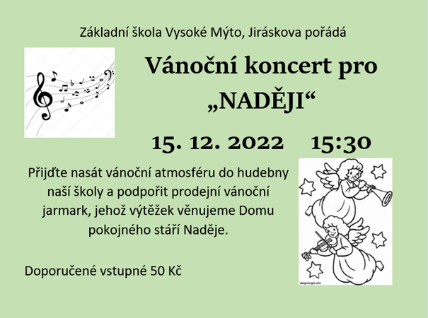 Základní škola Vysoké Mýto, Jiráskova pořádá
Vánoční koncert pro
„NADĚJI“
15. 12. 2022 15:30
Přijďte nasát vánoční atmosféru do hudebny
naší školy a podpořit prodejní vánoční
jarmark, jehož výtěžek věnujeme Domu
pokojného stáří Naděje.
Doporučené vstupné 50 Kč